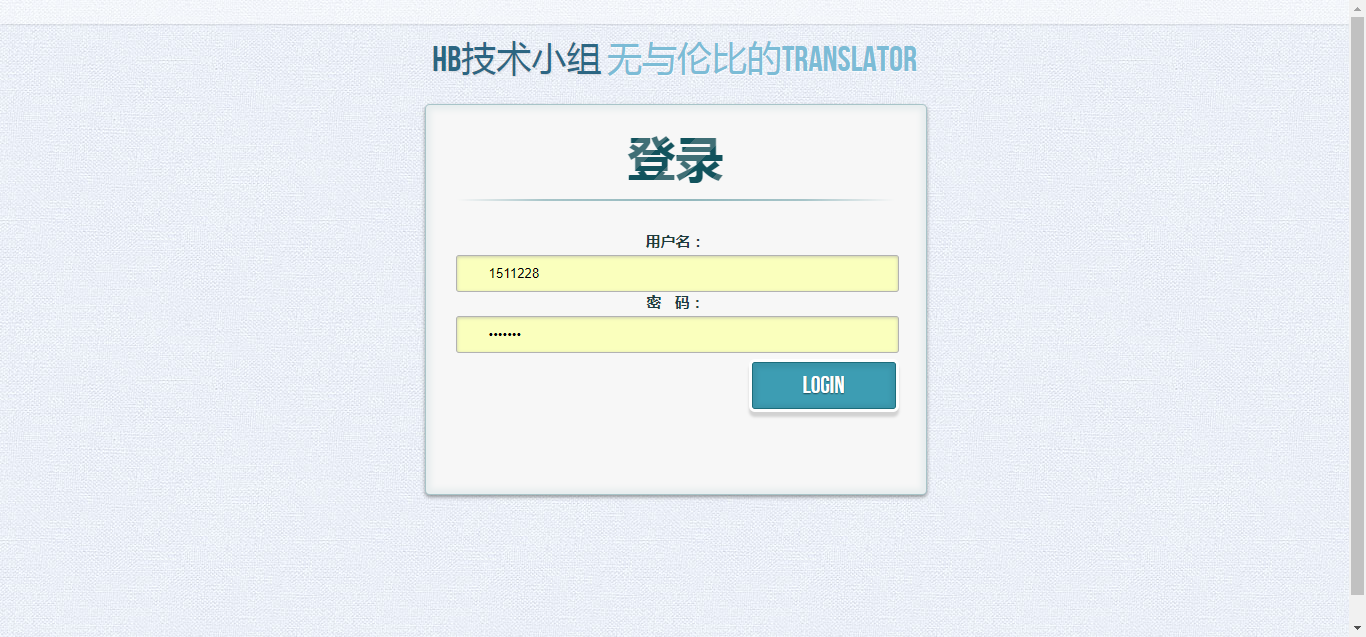 HB技术小组 无与伦比的TRANSLATOR
登录
用户名：
1511228
密 码：
•••••••
LOGIN